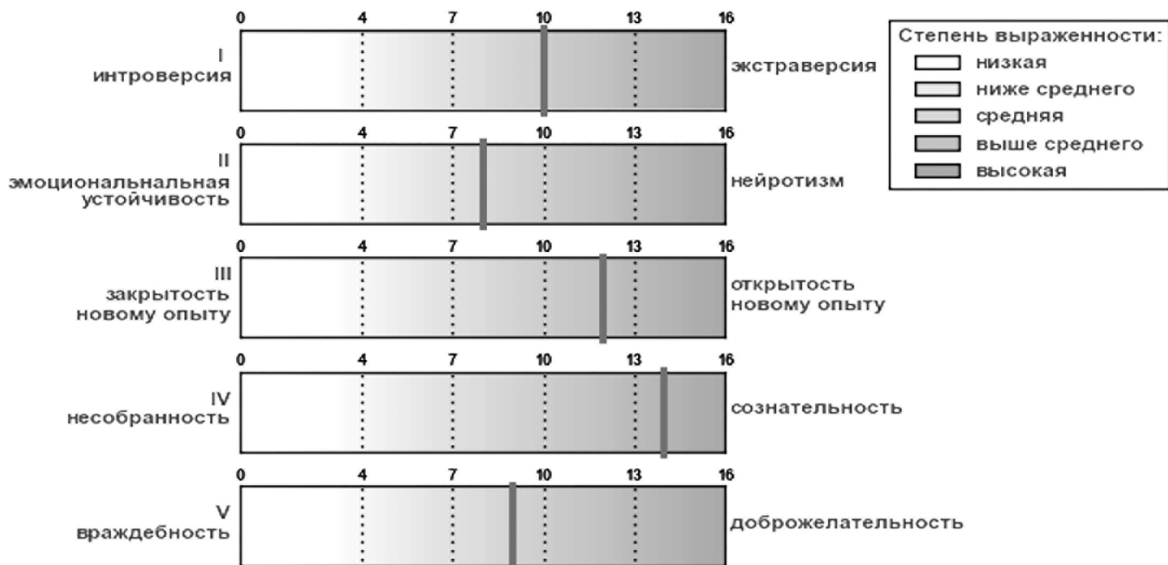 0 4 7 10 13 16
I
интроверсия
экстраверсия
Степень выраженности:
низкая
ниже среднего
средняя
выше среднего
высокая
0 4 7 10 13 16
II
эмоциональнальная
устойчивость
нейротизм
0 4 7 10 13 16
III
закрытость
новому опыту
открытость
новому опыту
0 4 7 10 13 16
IV
несобранность
сознательность
0 4 7 10 13 16
V
враждебность
доброжелательность